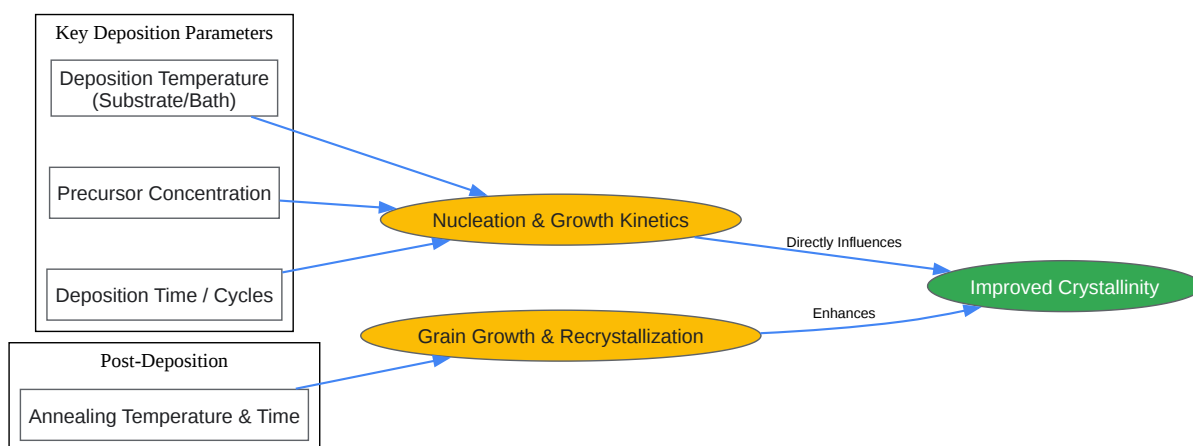 Key Deposition Parameters
Deposition Temperature
(Substrate/Bath)
Precursor Concentration
Deposition Time / Cycles
Nucleation & Growth Kinetics
Directly Influences
Improved Crystallinity
Enhances
Grain Growth & Recrystallization
Post-Deposition
Annealing Temperature & Time